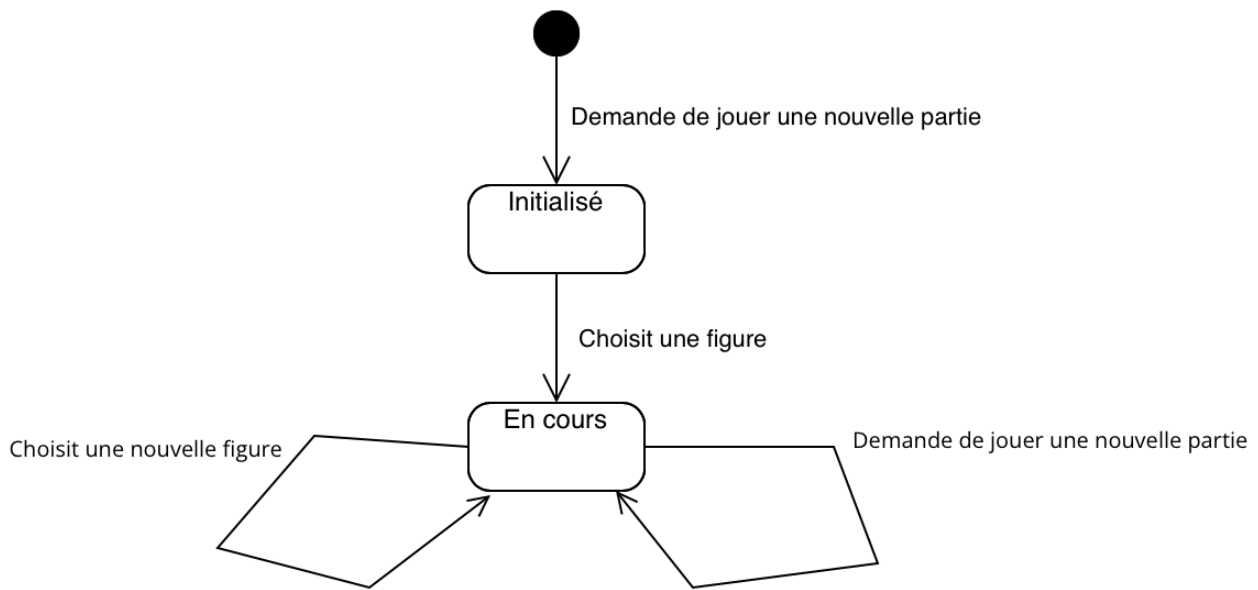 Demande de jouer une nouvelle partie
Initialisé
Choisit une figure
En cours
Choisit une nouvelle figure
Demande de jouer une nouvelle partie